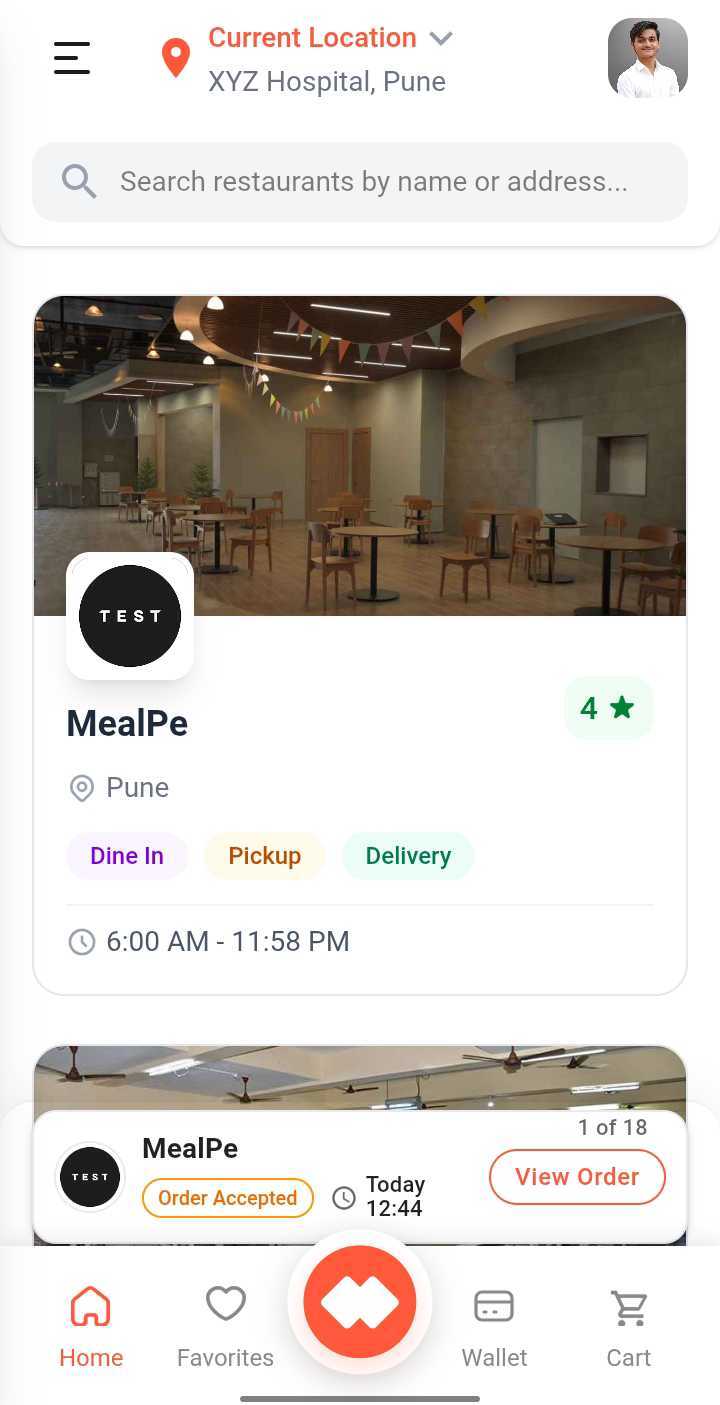 Current Location
XYZ Hospital, Pune
Search restaurants by name or address...
TEST
MealPe
4
Pune
Dine In
Pickup
Delivery
6:00 AM - 11:58 PM
1 of 18
MealPe
TEST
Order Accepted
Today
12:44
View Order
Home
Favorites
Wallet
Cart